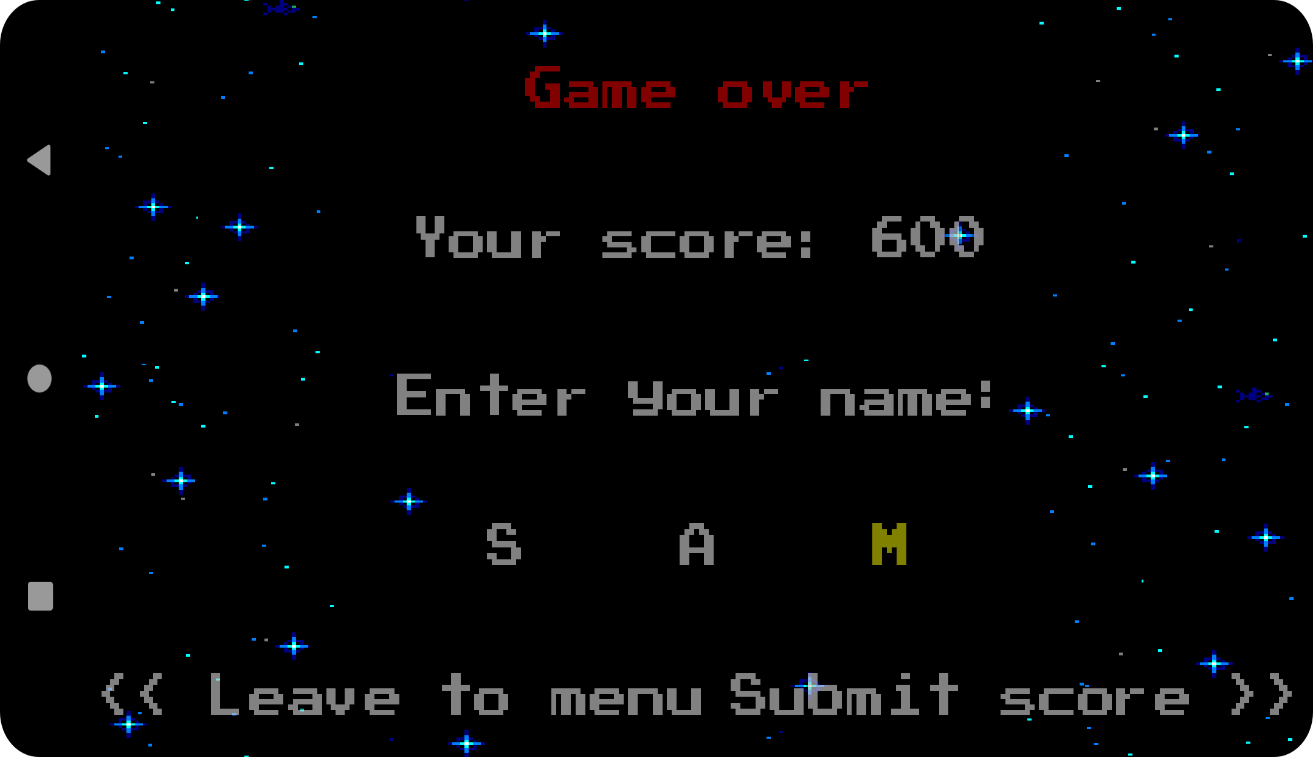 Game over
Your score: 600
Enter your name:
S A M
<< Leave to menu Submit score >>